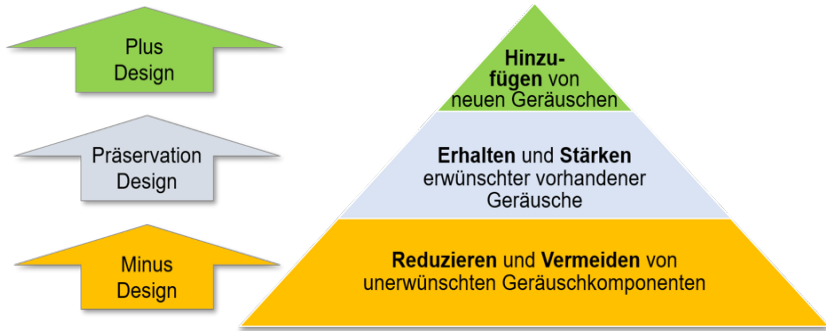 Plus
Design
Hinzu-
fügen von
neuen Geräuschen
Präservation
Design
Erhalten und Stärken
erwünschter vorhandener
Geräusche
Minus
Design
Reduzieren und Vermeiden von
unerwünschten Geräuschkomponenten